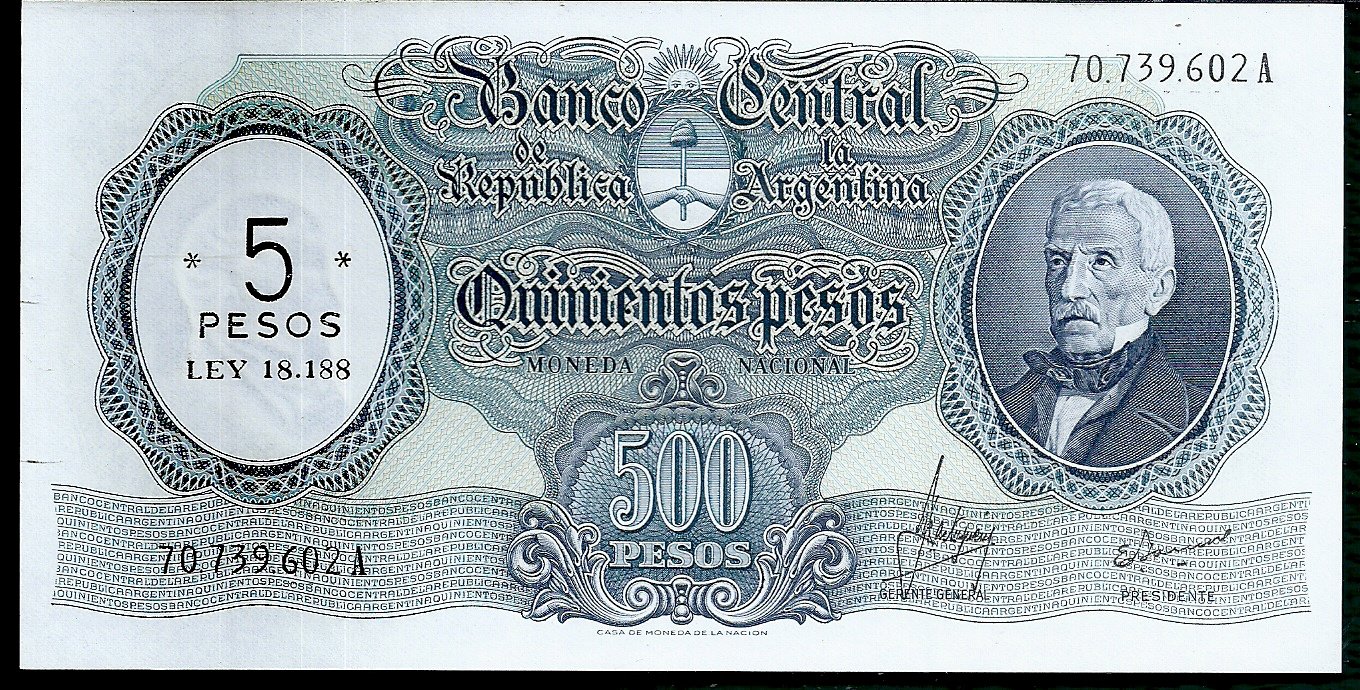 Banco Central
de la
República Argentina
70.739.602 A
* 5 *
PESOS
LEY 18.188
Quinientos pesos
MONEDA NACIONAL
500
PESOS
70.739.602 A
GERENTE GENERAL
PRESIDENTE
CASA DE MONEDA DE LA NACION